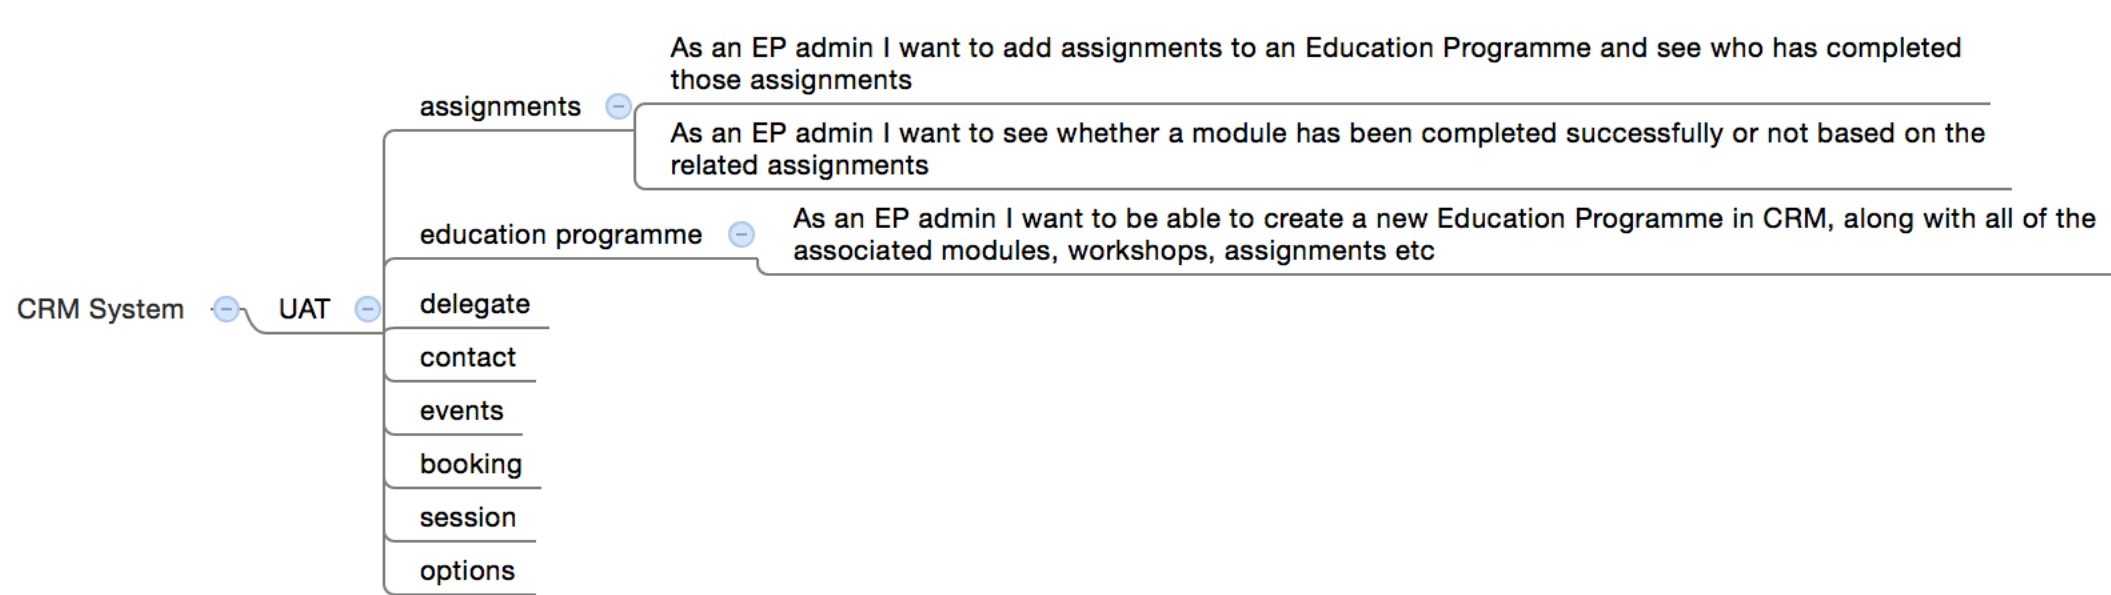 As an EP admin I want to add assignments to an Education Programme and see who has completed
those assignments
assignments
As an EP admin I want to see whether a module has been completed successfully or not based on the
related assignments
education programme
As an EP admin I want to be able to create a new Education Programme in CRM, along with all of the
associated modules, workshops, assignments etc
CRM System
UAT
delegate
contact
events
booking
session
options